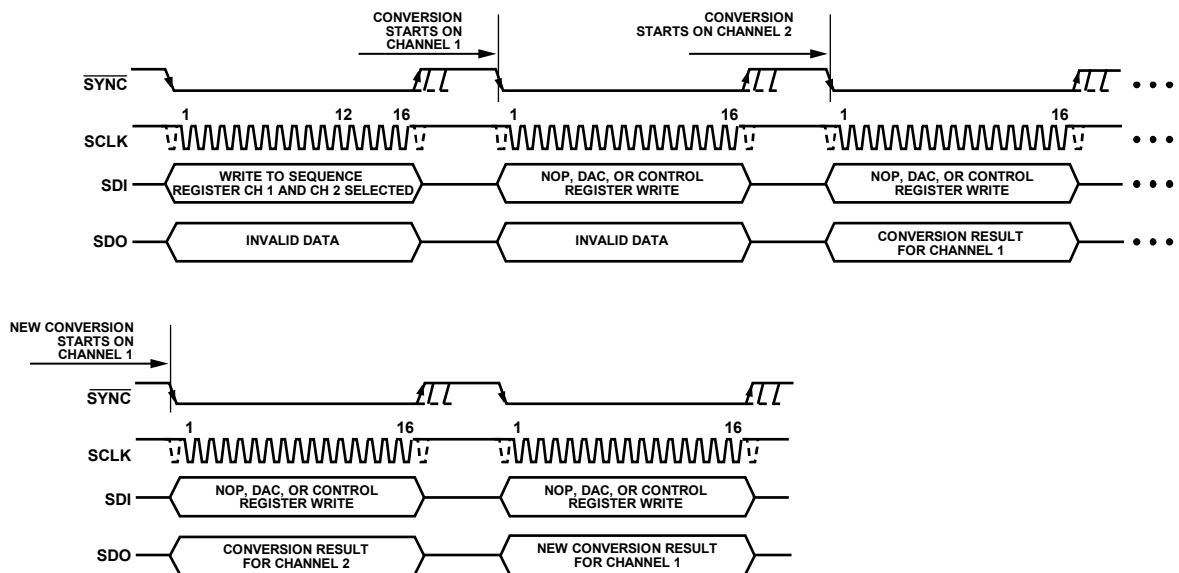 CONVERSION
STARTS ON
CHANNEL 1
CONVERSION
STARTS ON CHANNEL 2
SYNC
1 12 16 1 16 1 16
SCLK
SDI
WRITE TO SEQUENCE
REGISTER CH 1 AND CH 2 SELECTED
NOP, DAC, OR CONTROL
REGISTER WRITE
NOP, DAC, OR CONTROL
REGISTER WRITE
SDO
INVALID DATA
INVALID DATA
CONVERSION RESULT
FOR CHANNEL 1
NEW CONVERSION
STARTS ON
CHANNEL 1
SYNC
1 16 1 16
SCLK
SDI
NOP, DAC, OR CONTROL
REGISTER WRITE
NOP, DAC, OR CONTROL
REGISTER WRITE
SDO
CONVERSION RESULT
FOR CHANNEL 2
NEW CONVERSION RESULT
FOR CHANNEL 1